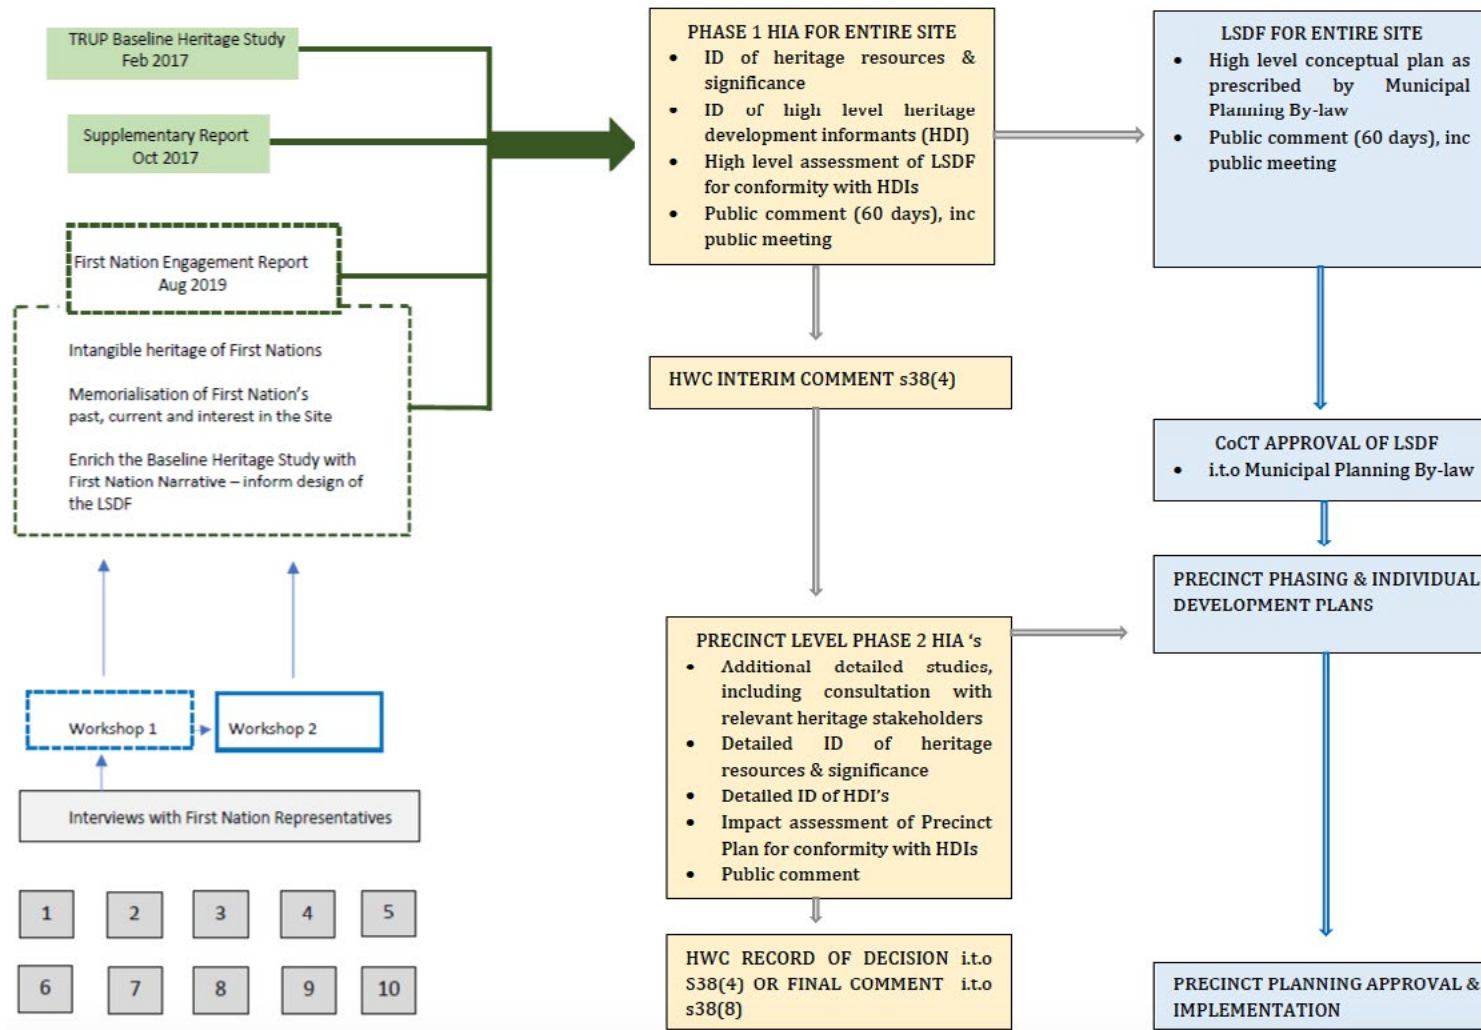 TRUP Baseline Heritage Study
Feb 2017
Supplementary Report
Oct 2017
First Nation Engagement Report
Aug 2019
Intangible heritage of First Nations
Memorialisation of First Nation's
past, current and interest in the Site
Enrich the Baseline Heritage Study with
First Nation Narrative – inform design of
the LSDF
Workshop 1
Workshop 2
Interviews with First Nation Representatives
1
2
3
4
5
6
7
8
9
10
PHASE 1 HIA FOR ENTIRE SITE
• ID of heritage resources &
significance
• ID of high level heritage
development informants (HDI)
• High level assessment of LSDF
for conformity with HDIs
• Public comment (60 days), inc
public meeting
HWC INTERIM COMMENT s38(4)
PRECINCT LEVEL PHASE 2 HIA 's
• Additional detailed studies,
including consultation with
relevant heritage stakeholders
• Detailed ID of heritage
resources & significance
• Detailed ID of HDI's
• Impact assessment of Precinct
Plan for conformity with HDIs
• Public comment
HWC RECORD OF DECISION i.t.o
S38(4) OR FINAL COMMENT i.t.o
s38(8)
LSDF FOR ENTIRE SITE
• High level conceptual plan as
prescribed by Municipal
Planning By-law
• Public comment (60 days), inc
public meeting
CoCT APPROVAL OF LSDF
• i.t.o Municipal Planning By-law
PRECINCT PHASING & INDIVIDUAL
DEVELOPMENT PLANS
PRECINCT PLANNING APPROVAL &
IMPLEMENTATION